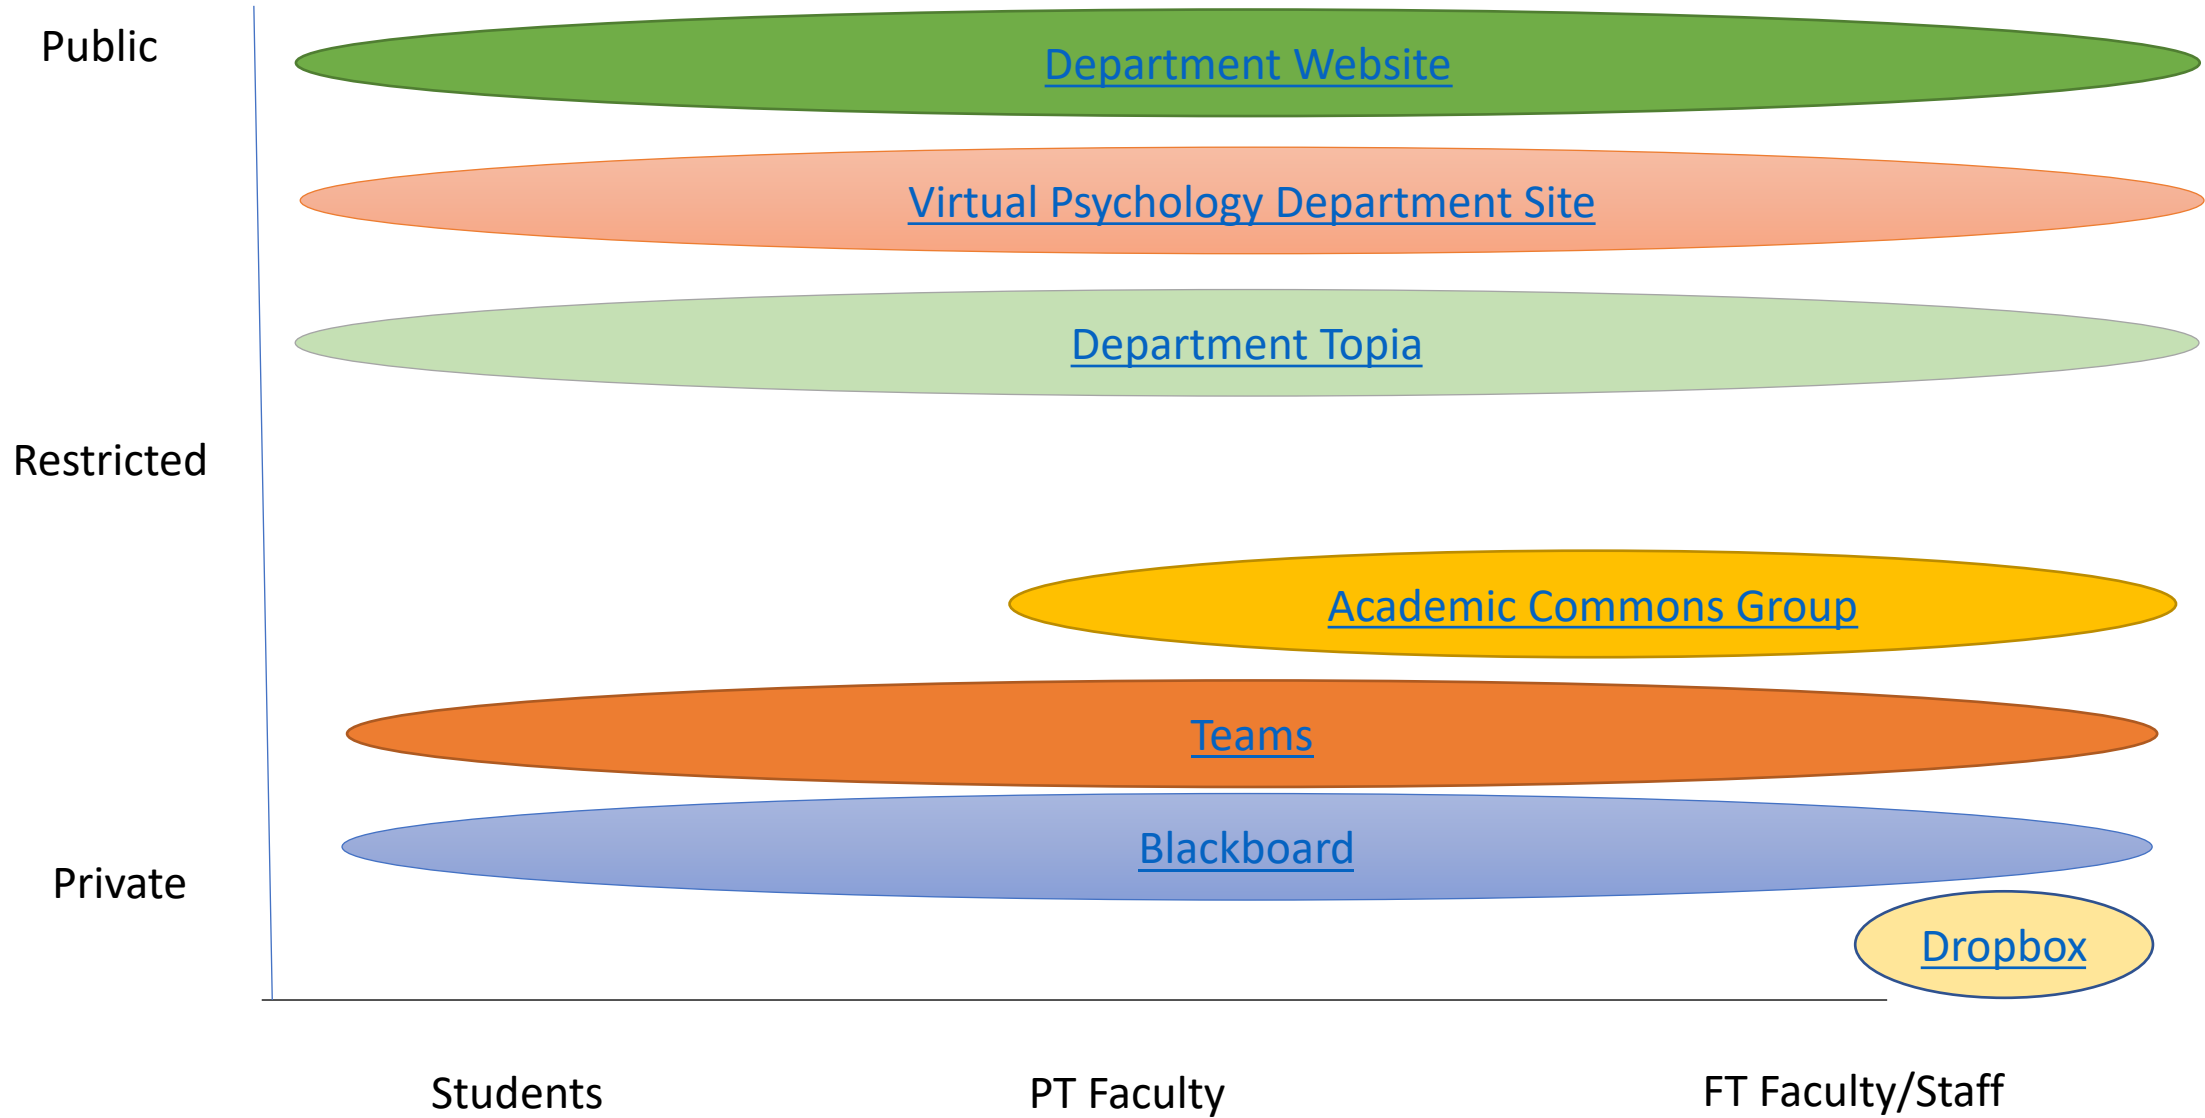 Public
Department Website
Virtual Psychology Department Site
Department Topia
Restricted
Academic Commons Group
Teams
Blackboard
Private
Dropbox
Students
PT Faculty
FT Faculty/Staff